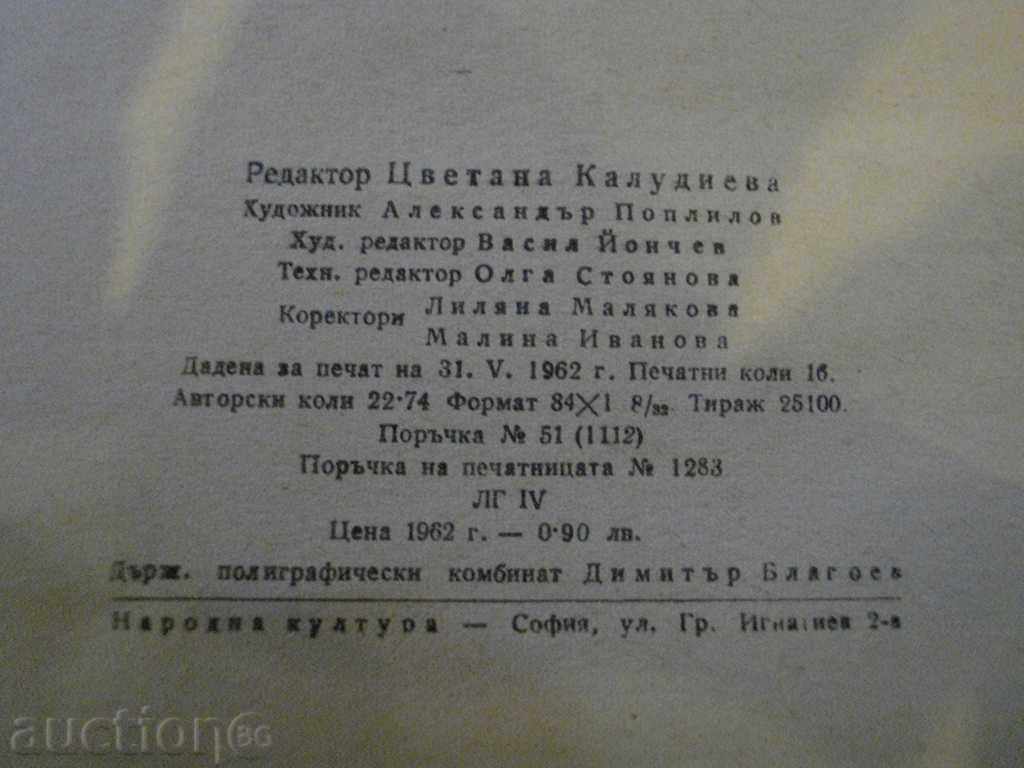 Редактор Цветана Калудиева
Художник Александър Поплилов
Худ. редактор Васил Йончев
Техн. редактор Олга Стоянова
Коректори Лиляна Малякова
Малина Иванова
Дадена за печат на 31. V. 1962 г. Печатни коли 16.
Авторски коли 22·74 Формат 84×1 8/32 Тираж 25100.
Поръчка № 51 (1112)
Поръчка на печатницата № 1283
ЛГ IV
Цена 1962 г. — 0·90 лв.
Държ. полиграфически комбинат Димитър Благоев
Народна култура — София, ул. Гр. Игнатиев 2-а
auction BG